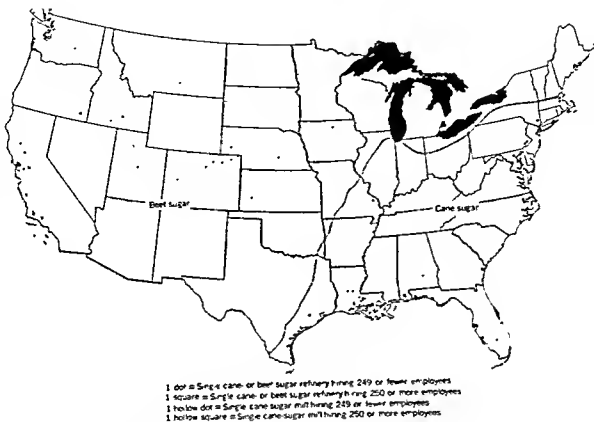 Beet sugar
Cane sugar
1 dot = Single cane- or beet sugar refinery hiring 249 or fewer employees
1 square = Single cane- or beet sugar refinery hiring 250 or more employees
1 hollow dot = Single cane sugar mill hiring 249 or fewer employees
1 hollow square = Single cane-sugar mill hiring 250 or more employees